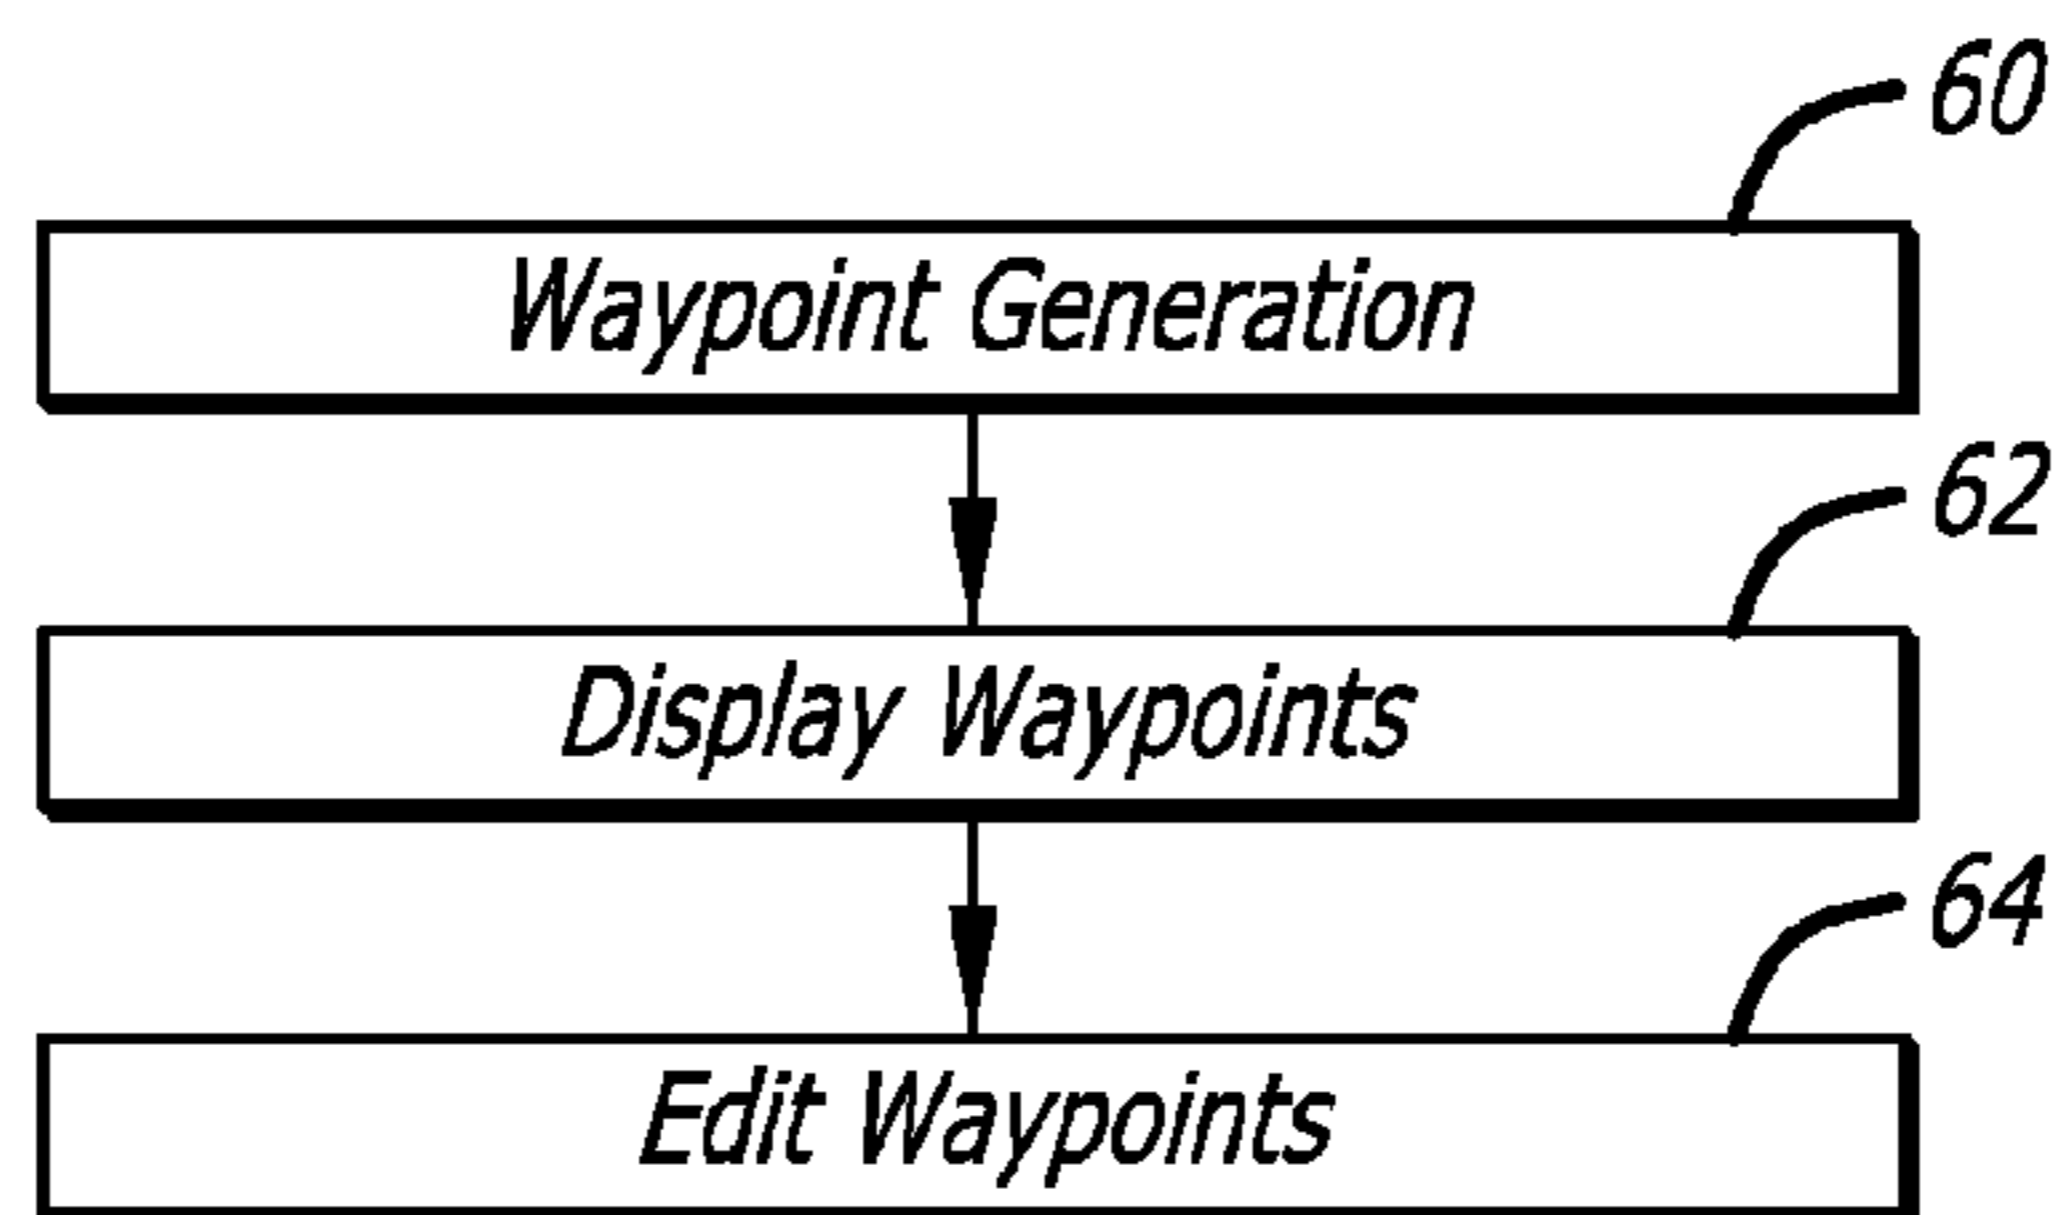 60
Waypoint Generation
62
Display Waypoints
64
Edit Waypoints